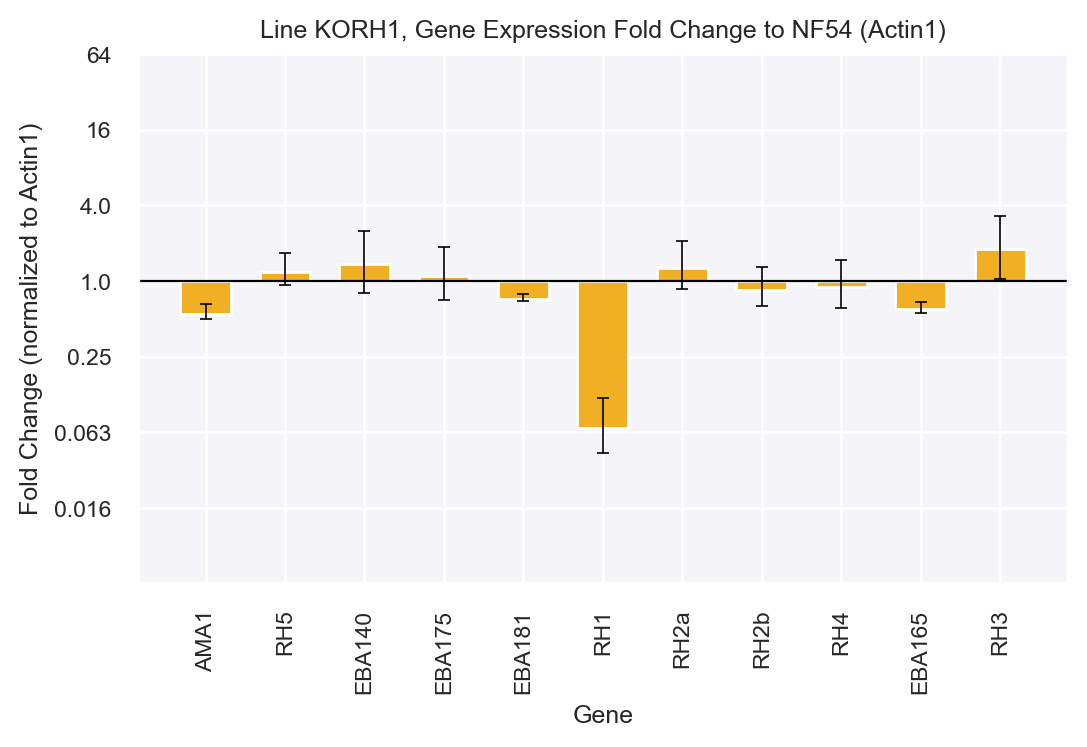 Line KORH1, Gene Expression Fold Change to NF54 (Actin1)
Fold Change (normalized to Actin1)
64
16
4.0
1.0
0.25
0.063
0.016
AMA1
RH5
EBA140
EBA175
EBA181
RH1
RH2a
RH2b
RH4
EBA165
RH3
Gene